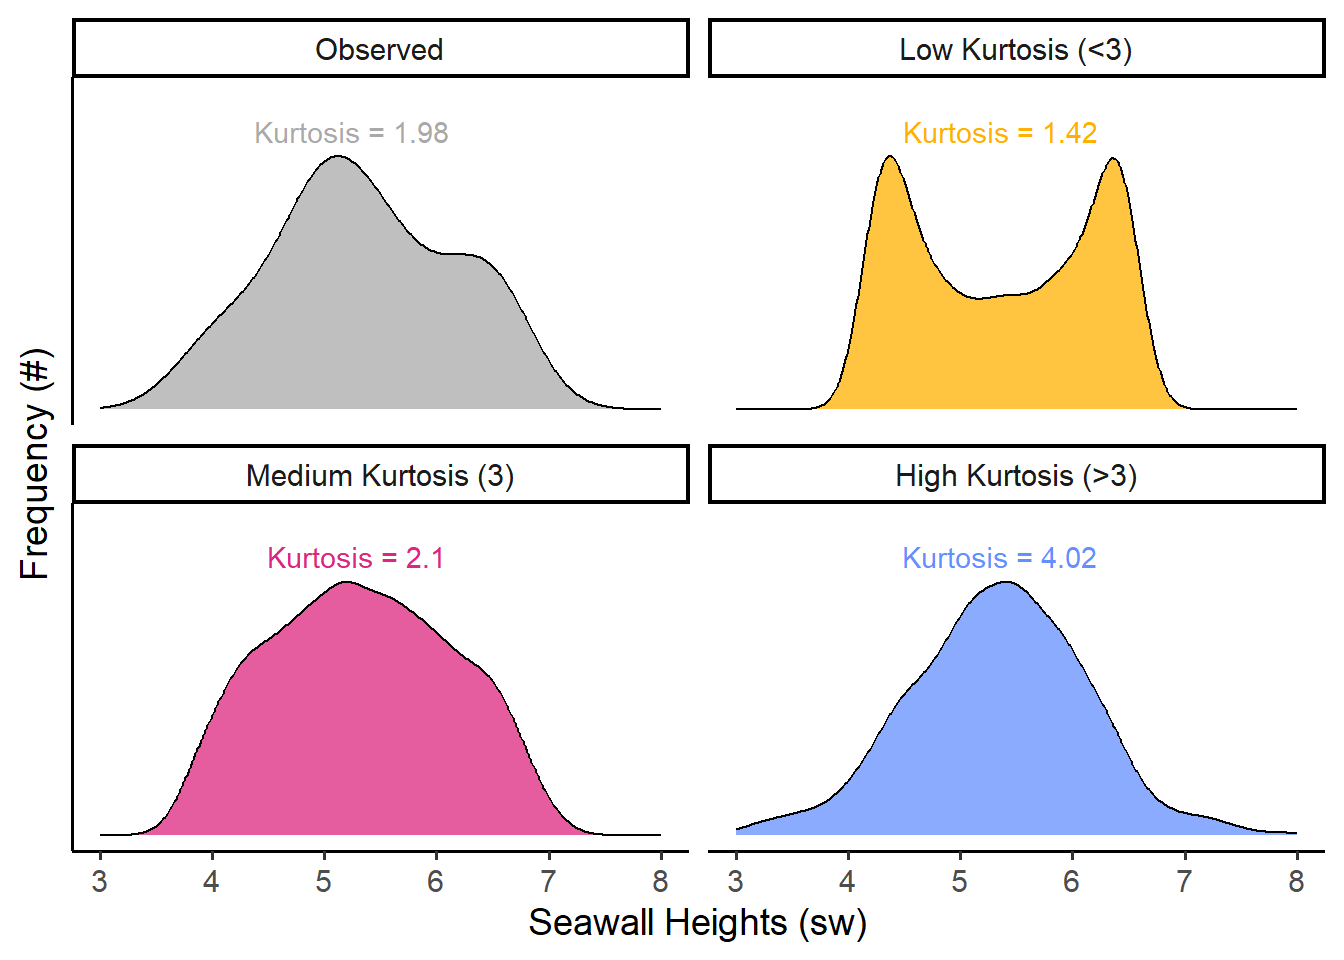 Observed
Low Kurtosis (<3)
Kurtosis = 1.98
Kurtosis = 1.42
Medium Kurtosis (3)
High Kurtosis (>3)
Kurtosis = 2.1
Kurtosis = 4.02
Frequency (#)
3 4 5 6 7 8
3 4 5 6 7 8
Seawall Heights (sw)